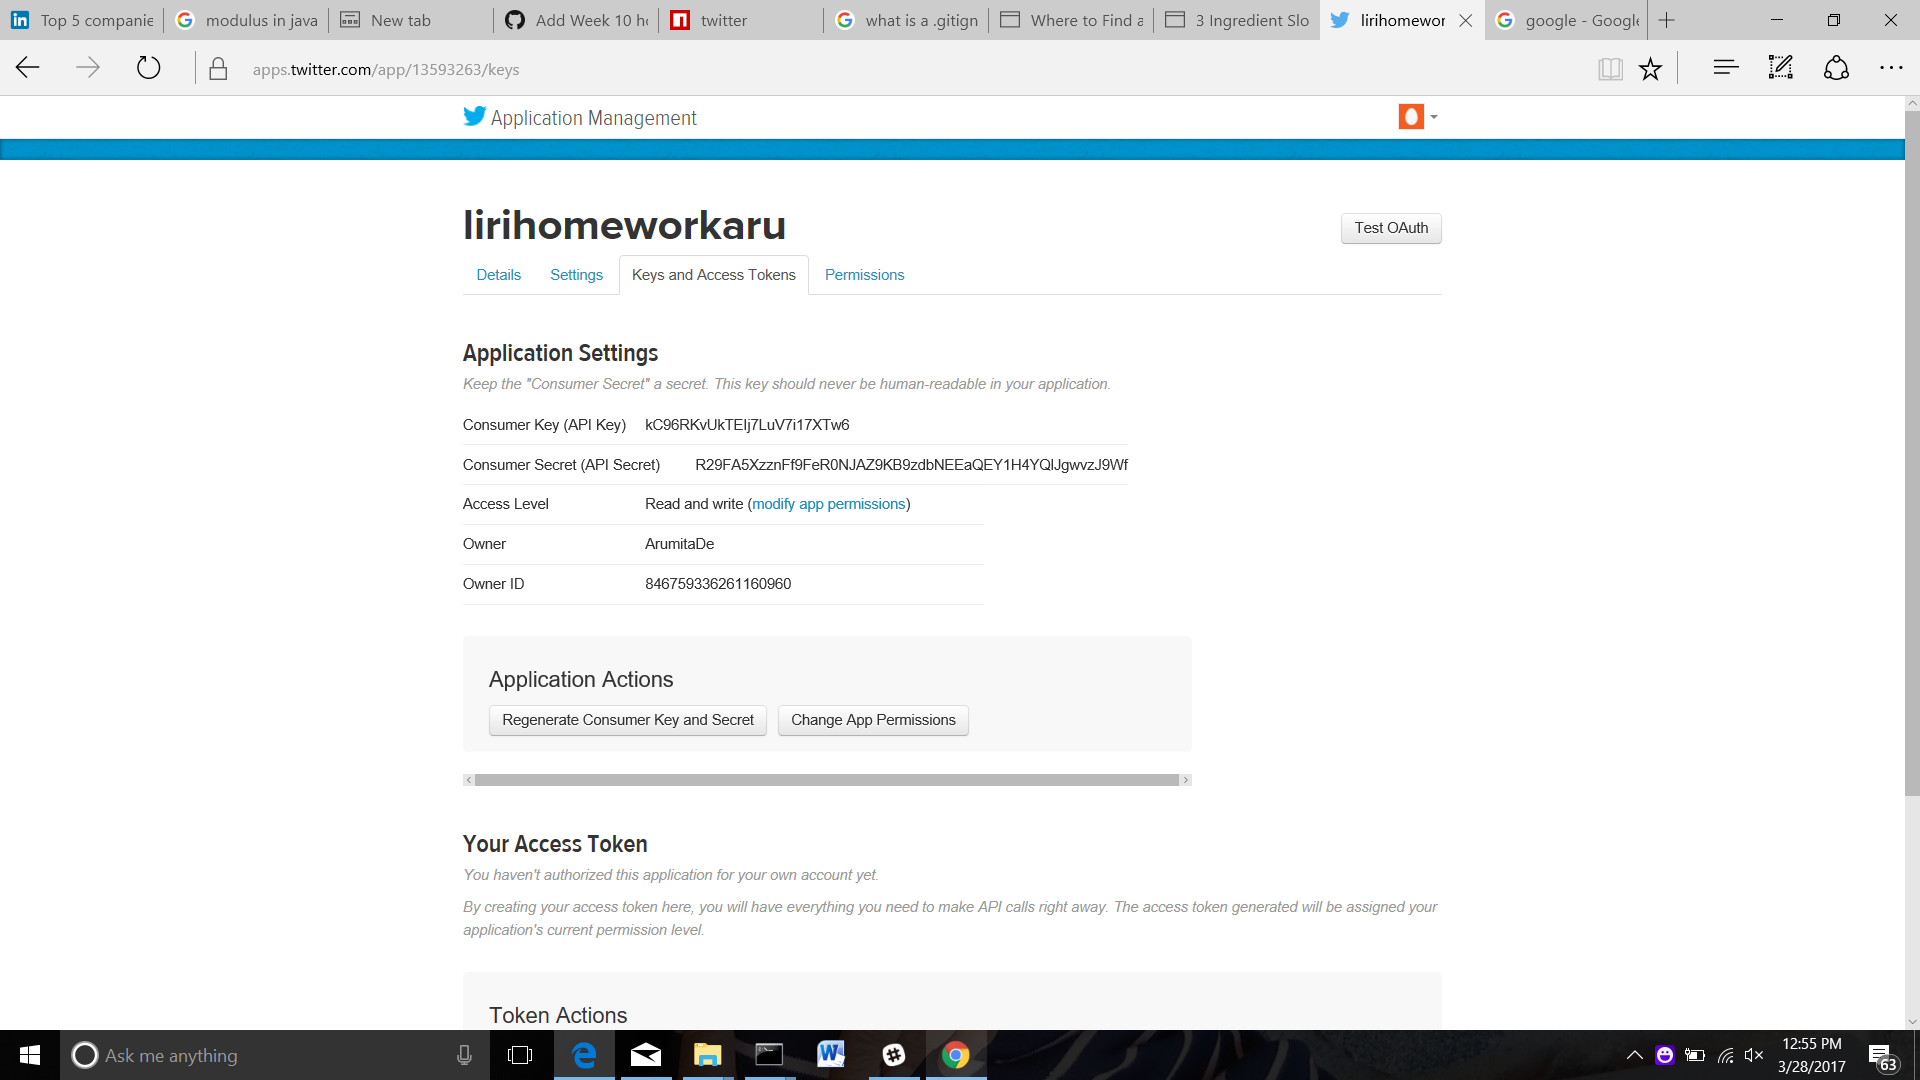 Top 5 companie
modulus in java
New tab
Add Week 10 h
twitter
what is a .gitign
Where to Find a
3 Ingredient Slo
lirihomewor
google - Google
apps.twitter.com/app/13593263/keys
Application Management
lirihomeworkaru
Test OAuth
Details
Settings
Keys and Access Tokens
Permissions
Application Settings
Keep the "Consumer Secret" a secret. This key should never be human-readable in your application.
Consumer Key (API Key) kC96RKvUkTEIj7LuV7i17XTw6
Consumer Secret (API Secret) R29FA5XzznFf9FeR0NJAZ9KB9zdbNEEaQEY1H4YQlJgwvzJ9Wf
Access Level Read and write (modify app permissions)
Owner ArumitaDe
Owner ID 846759336261160960
Application Actions
Regenerate Consumer Key and Secret
Change App Permissions
Your Access Token
You haven't authorized this application for your own account yet.
By creating your access token here, you will have everything you need to make API calls right away. The access token generated will be assigned your
application's current permission level.
Token Actions
Ask me anything
12:55 PM
3/28/2017
63